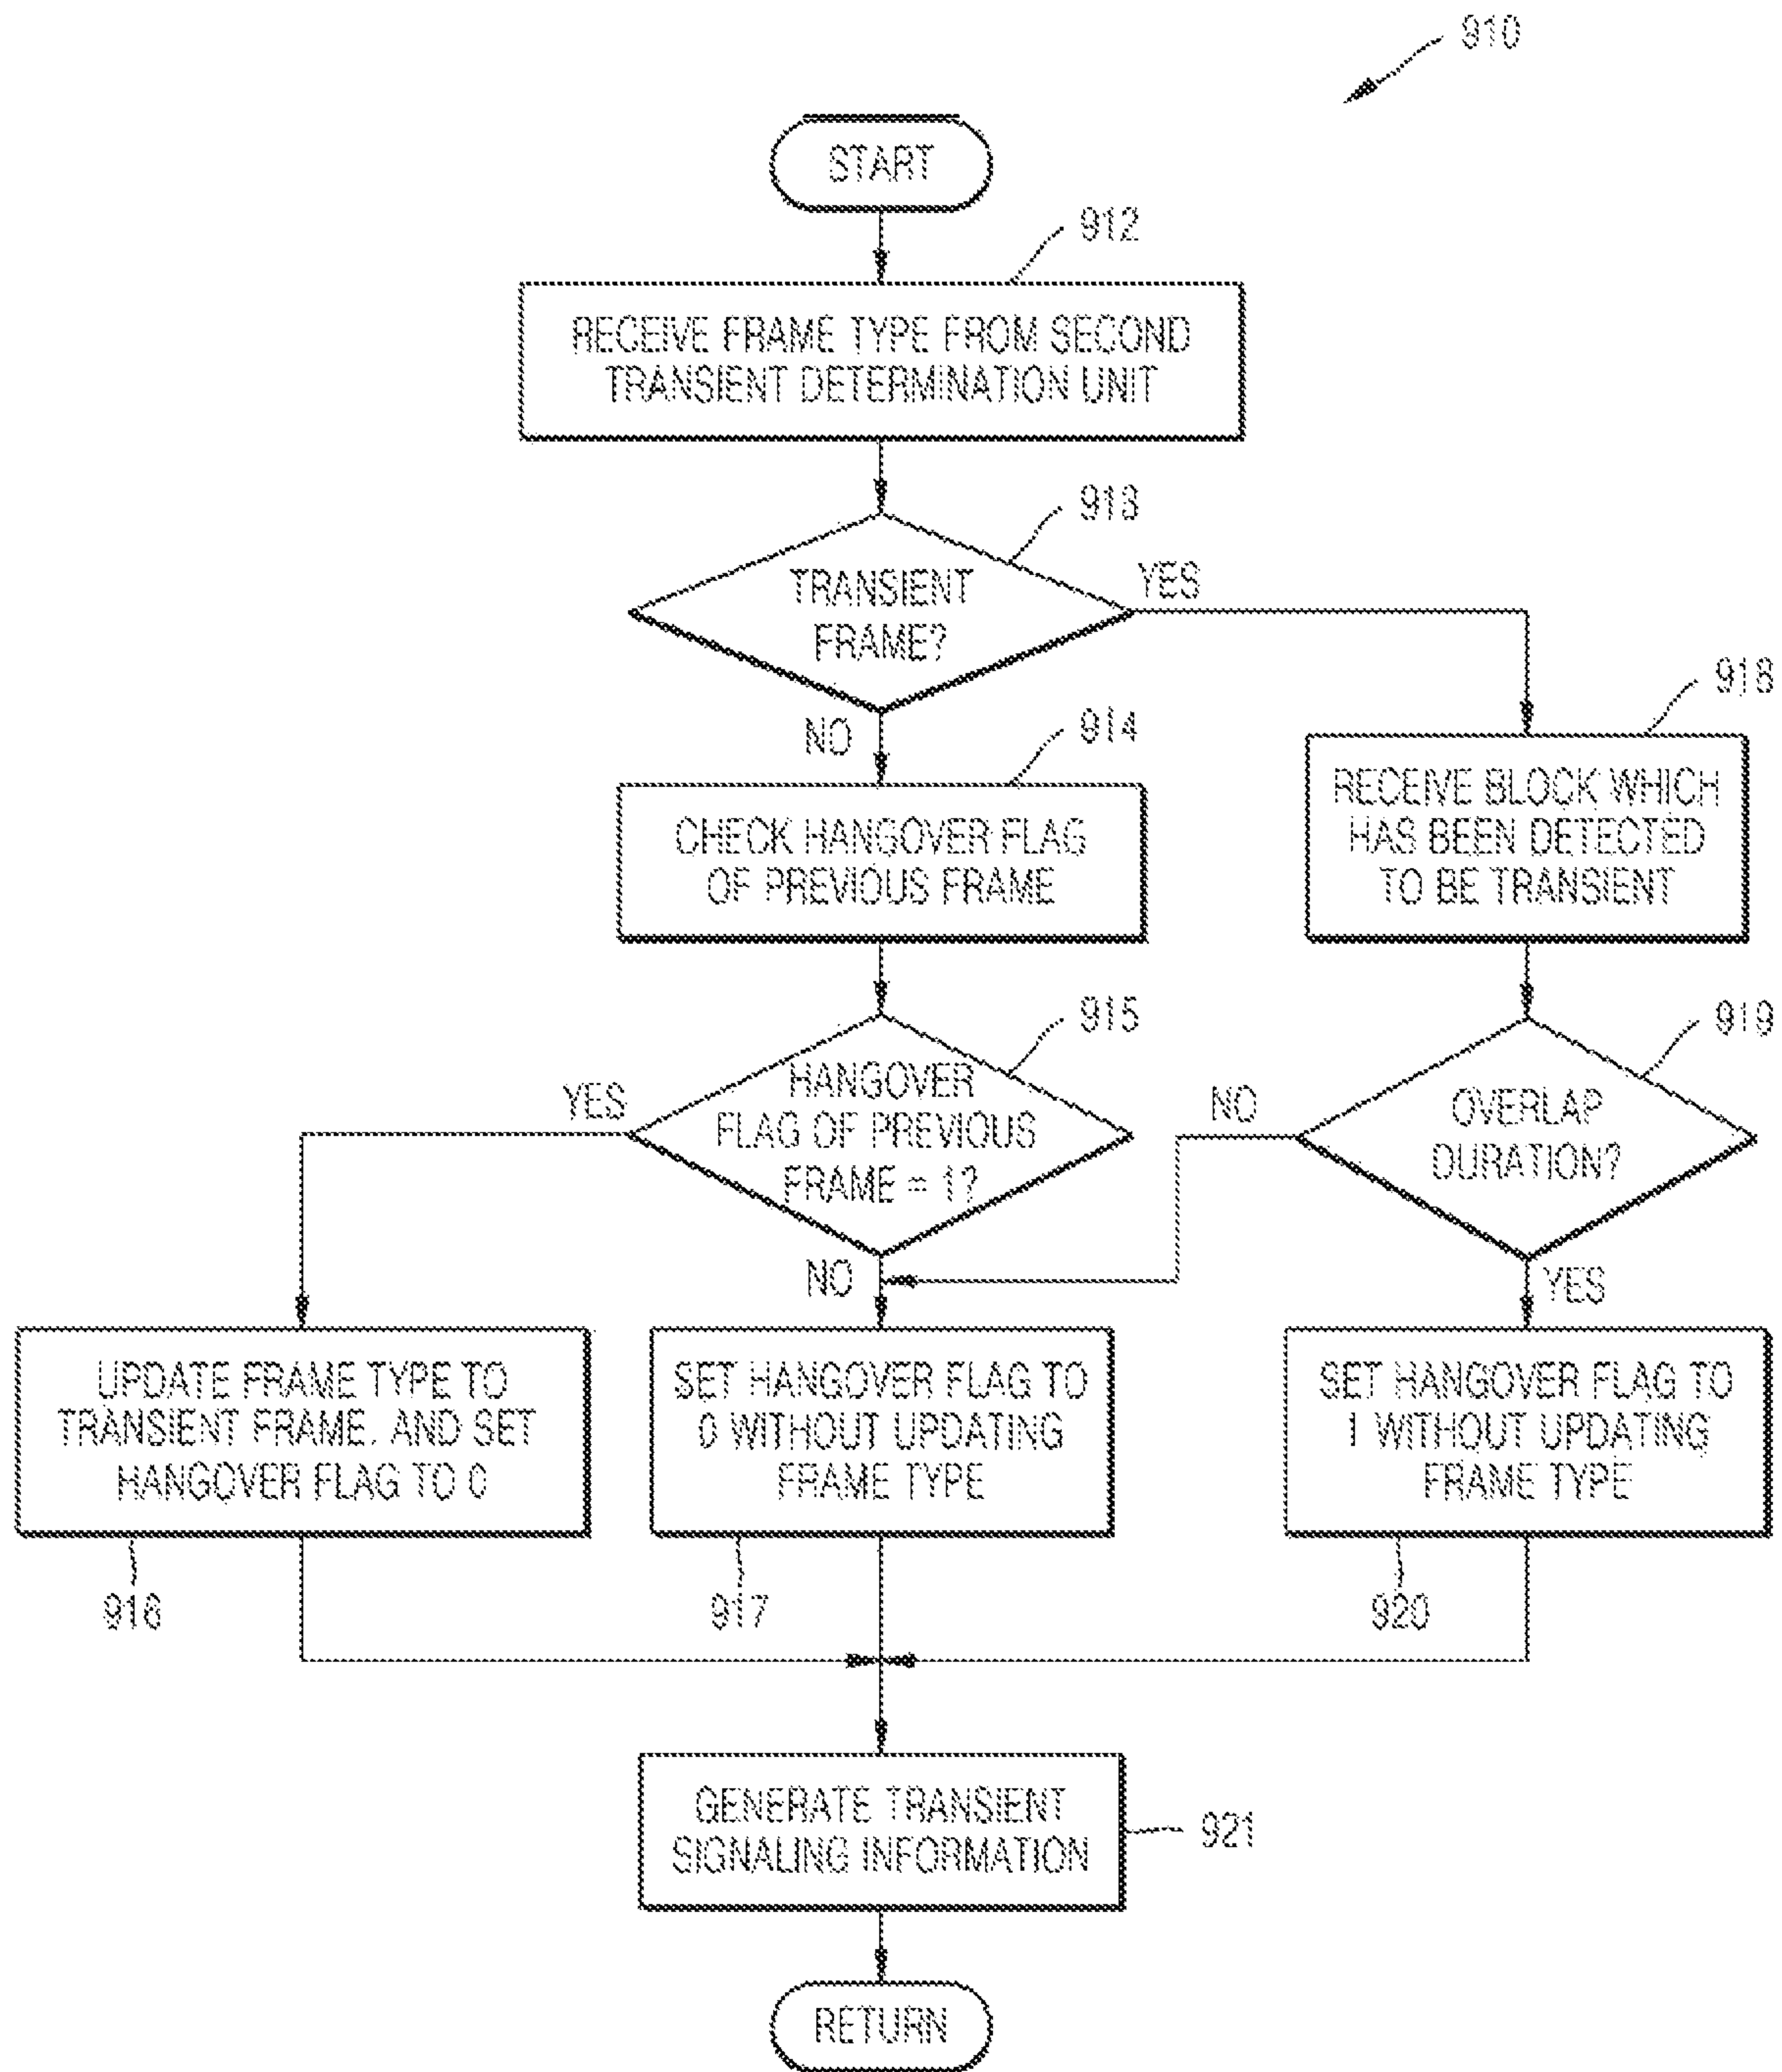 910
START
912
RECEIVE FRAME TYPE FROM SECOND
TRANSIENT DETERMINATION UNIT
913
TRANSIENT
FRAME?
YES
NO
918
RECEIVE BLOCK WHICH
HAS BEEN DETECTED
TO BE TRANSIENT
914
CHECK HANGOVER FLAG
OF PREVIOUS FRAME
915
HANGOVER
FLAG OF PREVIOUS
FRAME = 1?
YES
NO
919
OVERLAP
DURATION?
NO
YES
UPDATE FRAME TYPE TO
TRANSIENT FRAME, AND SET
HANGOVER FLAG TO 0
916
SET HANGOVER FLAG TO
0 WITHOUT UPDATING
FRAME TYPE
917
SET HANGOVER FLAG TO
1 WITHOUT UPDATING
FRAME TYPE
920
GENERATE TRANSIENT
SIGNALING INFORMATION
921
RETURN